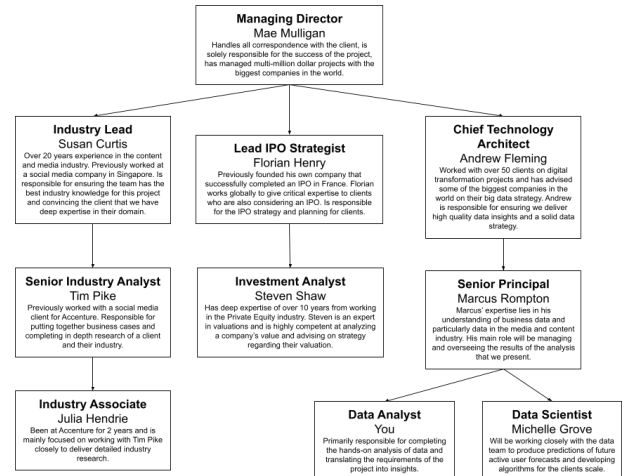 Managing Director
Mae Mulligan
Handles all correspondence with the client, is
solely responsible for the success of the project,
has managed multi-million dollar projects with the
biggest companies in the world.
Industry Lead
Susan Curtis
Over 20 years experience in the content
and media industry. Previously worked at
a social media company in Singapore. Is
responsible for ensuring the team has the
best industry knowledge for this project
and convincing the client that we have
deep expertise in their domain.
Lead IPO Strategist
Florian Henry
Previously founded his own company that
successfully completed an IPO in France. Florian
works globally to give critical expertise to clients
who are also considering an IPO. Is responsible
for the IPO strategy and planning for clients.
Chief Technology
Architect
Andrew Fleming
Worked with over 50 clients on digital
transformation projects and has advised
some of the biggest companies in the
world on their big data strategy. Andrew
is responsible for ensuring we deliver
high quality data insights and a solid data
strategy.
Senior Industry Analyst
Tim Pike
Previously worked with a social media
client for Accenture. Responsible for
putting together business cases and
completing in depth research of a client
and their industry.
Investment Analyst
Steven Shaw
Has deep expertise of over 10 years from working
in the Private Equity industry. Steven is an expert
in valuations and is highly competent at analyzing
a company's value and advising on strategy
regarding their valuation.
Senior Principal
Marcus Rompton
Marcus' expertise lies in his
understanding of business data and
particularly data in the media and content
industry. His main role will be managing
and overseeing the results of the analysis
that we present.
Industry Associate
Julia Hendrie
Been at Accenture for 2 years and is
mainly focused on working with Tim Pike
closely to deliver detailed industry
research.
Data Analyst
You
Primarily responsible for completing
the hands-on analysis of data and
translating the requirements of the
project into insights.
Data Scientist
Michelle Grove
Will be working closely with the data
team to produce predictions of future
active user forecasts and developing
algorithms for the clients scale.